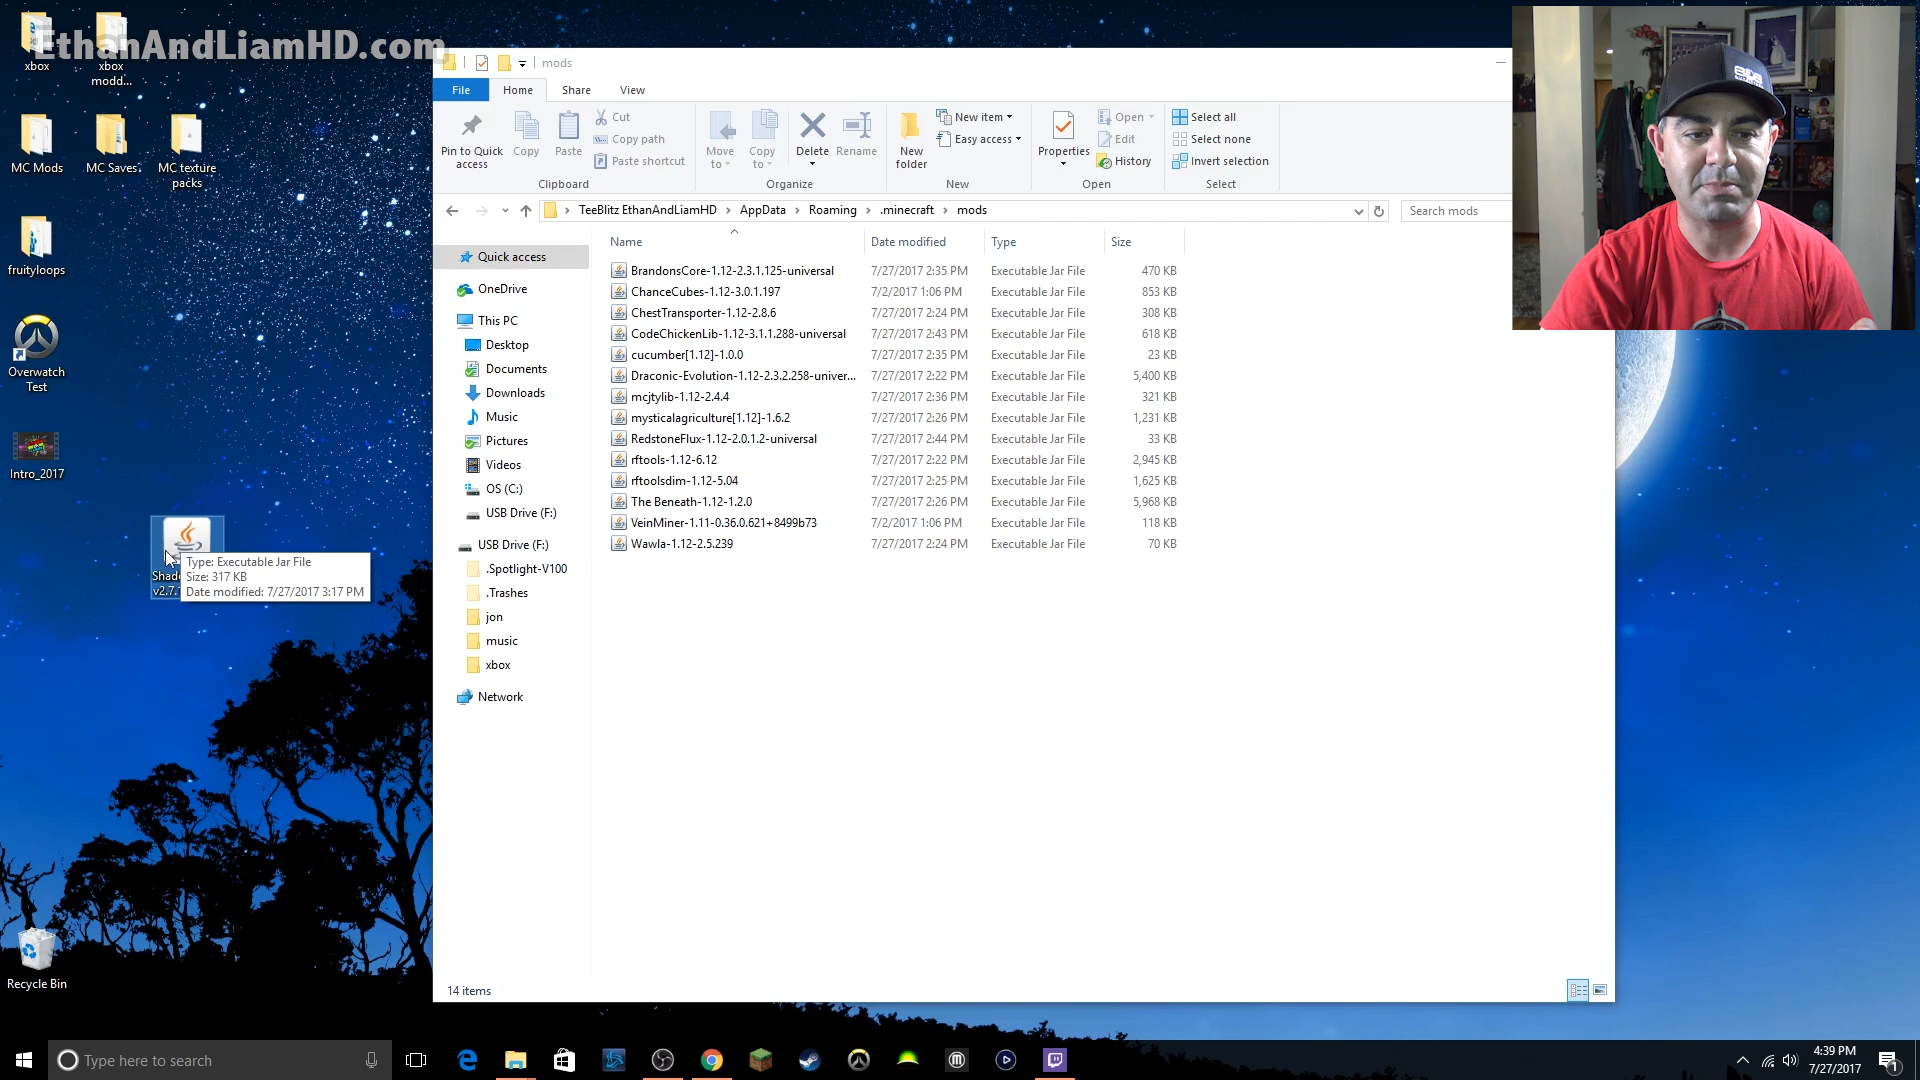 EthanAndLiamHD.com
xbox
xbox modd...
MC Mods
MC Saves
MC texture packs
fruityloops
Overwatch Test
Intro_2017
v2.7.
Type: Executable Jar File
Size: 317 KB
Date modified: 7/27/2017 3:17 PM
Recycle Bin
mods
File Home Share View
Pin to Quick access
Copy
Paste
Cut
Copy path
Paste shortcut
Clipboard
Move to
Copy to
Delete
Rename
Organize
New folder
New item
Easy access
New
Properties
Open
Edit
History
Open
Select all
Select none
Invert selection
Select
TeeBlitz EthanAndLiamHD > AppData > Roaming > .minecraft > mods
Search mods
Quick access
OneDrive
This PC
Desktop
Documents
Downloads
Music
Pictures
Videos
OS (C:)
USB Drive (F:)
USB Drive (F:)
.Spotlight-V100
.Trashes
jon
music
xbox
Network
Name Date modified Type Size
BrandonsCore-1.12-2.3.1.125-universal 7/27/2017 2:35 PM Executable Jar File 470 KB
ChanceCubes-1.12-3.0.1.197 7/2/2017 1:06 PM Executable Jar File 853 KB
ChestTransporter-1.12-2.8.6 7/27/2017 2:24 PM Executable Jar File 308 KB
CodeChickenLib-1.12-3.1.1.288-universal 7/27/2017 2:43 PM Executable Jar File 618 KB
cucumber[1.12]-1.0.0 7/27/2017 2:35 PM Executable Jar File 23 KB
Draconic-Evolution-1.12-2.3.2.258-univer... 7/27/2017 2:22 PM Executable Jar File 5,400 KB
mcjtylib-1.12-2.4.4 7/27/2017 2:36 PM Executable Jar File 321 KB
mysticalagriculture[1.12]-1.6.2 7/27/2017 2:26 PM Executable Jar File 1,231 KB
RedstoneFlux-1.12-2.0.1.2-universal 7/27/2017 2:44 PM Executable Jar File 33 KB
rftools-1.12-6.12 7/27/2017 2:22 PM Executable Jar File 2,945 KB
rftoolsdim-1.12-5.04 7/27/2017 2:25 PM Executable Jar File 1,625 KB
The Beneath-1.12-1.2.0 7/27/2017 2:26 PM Executable Jar File 5,968 KB
VeinMiner-1.11-0.36.0.621+8499b73 7/2/2017 1:06 PM Executable Jar File 118 KB
Wawla-1.12-2.5.239 7/27/2017 2:24 PM Executable Jar File 70 KB
14 items
Type here to search
4:39 PM
7/27/2017
1